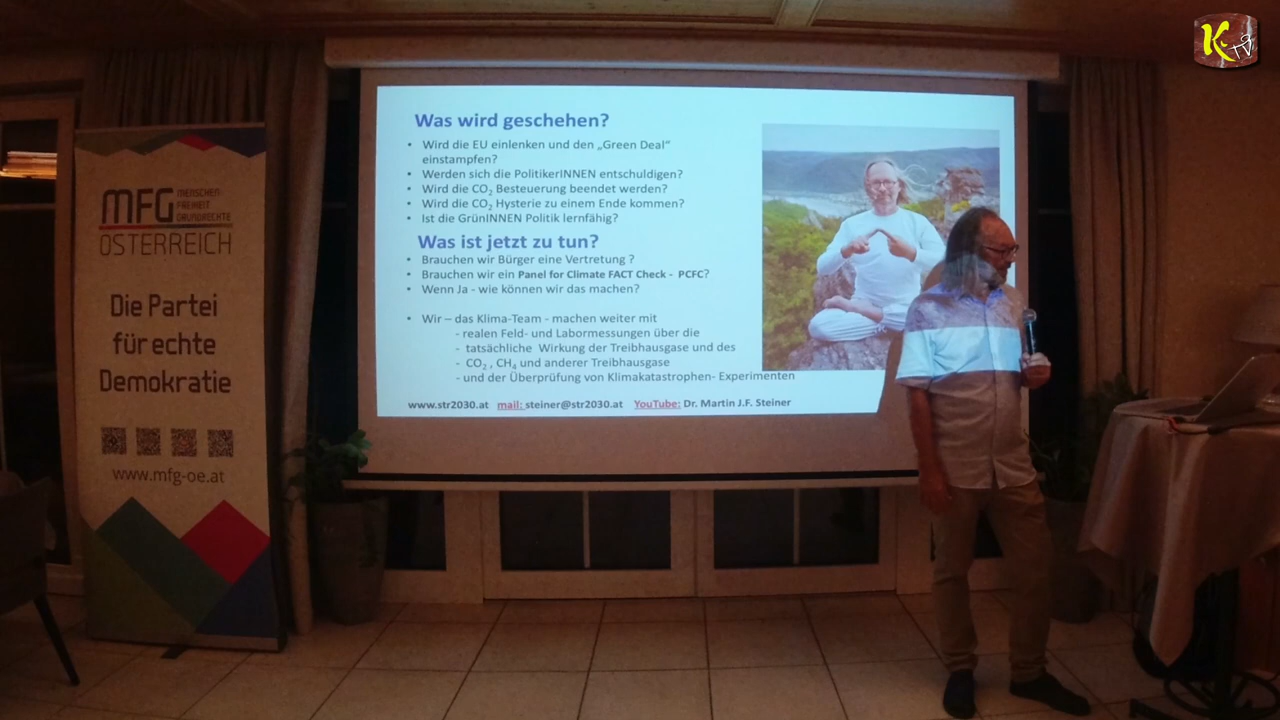 K
TV
MFG MENSCHEN
FREIHEIT
GRUNDRECHTE
ÖSTERREICH
Die Partei
für echte
Demokratie
www.mfg-oe.at
Was wird geschehen?
• Wird die EU einlenken und den „Green Deal“
einstampfen?
• Werden sich die PolitikerINNEN entschuldigen?
• Wird die CO₂ Besteuerung beendet werden?
• Wird die CO₂ Hysterie zu einem Ende kommen?
• Ist die GrünINNEN Politik lernfähig?
Was ist jetzt zu tun?
• Brauchen wir Bürger eine Vertretung ?
• Brauchen wir ein Panel for Climate FACT Check - PCFC?
• Wenn Ja - wie können wir das machen?
• Wir – das Klima-Team - machen weiter mit
- realen Feld- und Labormessungen über die
- tatsächliche Wirkung der Treibhausgase und des
- CO₂ , CH₄ und anderer Treibhausgase
- und der Überprüfung von Klimakatastrophen- Experimenten
www.str2030.at mail: steiner@str2030.at YouTube: Dr. Martin J.F. Steiner